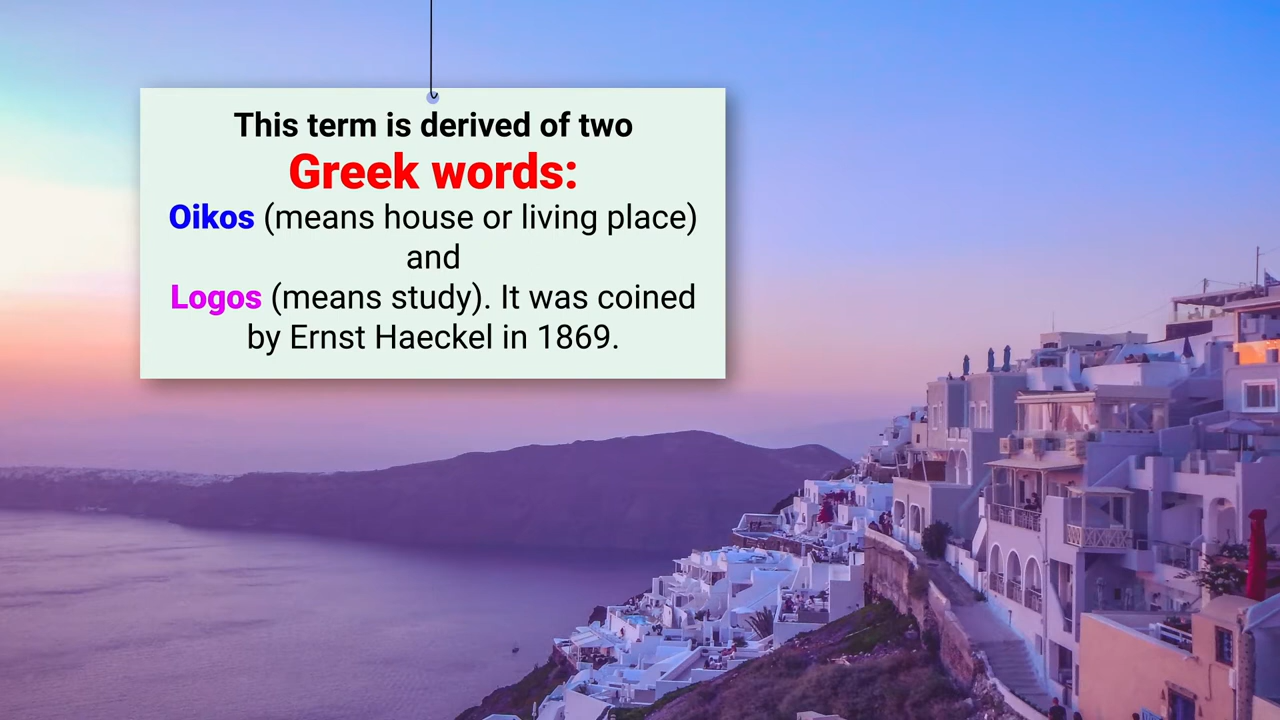 This term is derived of two
Greek words:
Oikos (means house or living place)
and
Logos (means study). It was coined
by Ernst Haeckel in 1869.